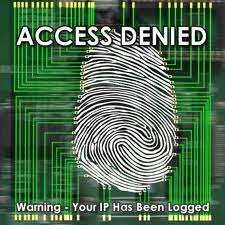 ACCESS DENIED
Warning - Your IP Has Been Logged